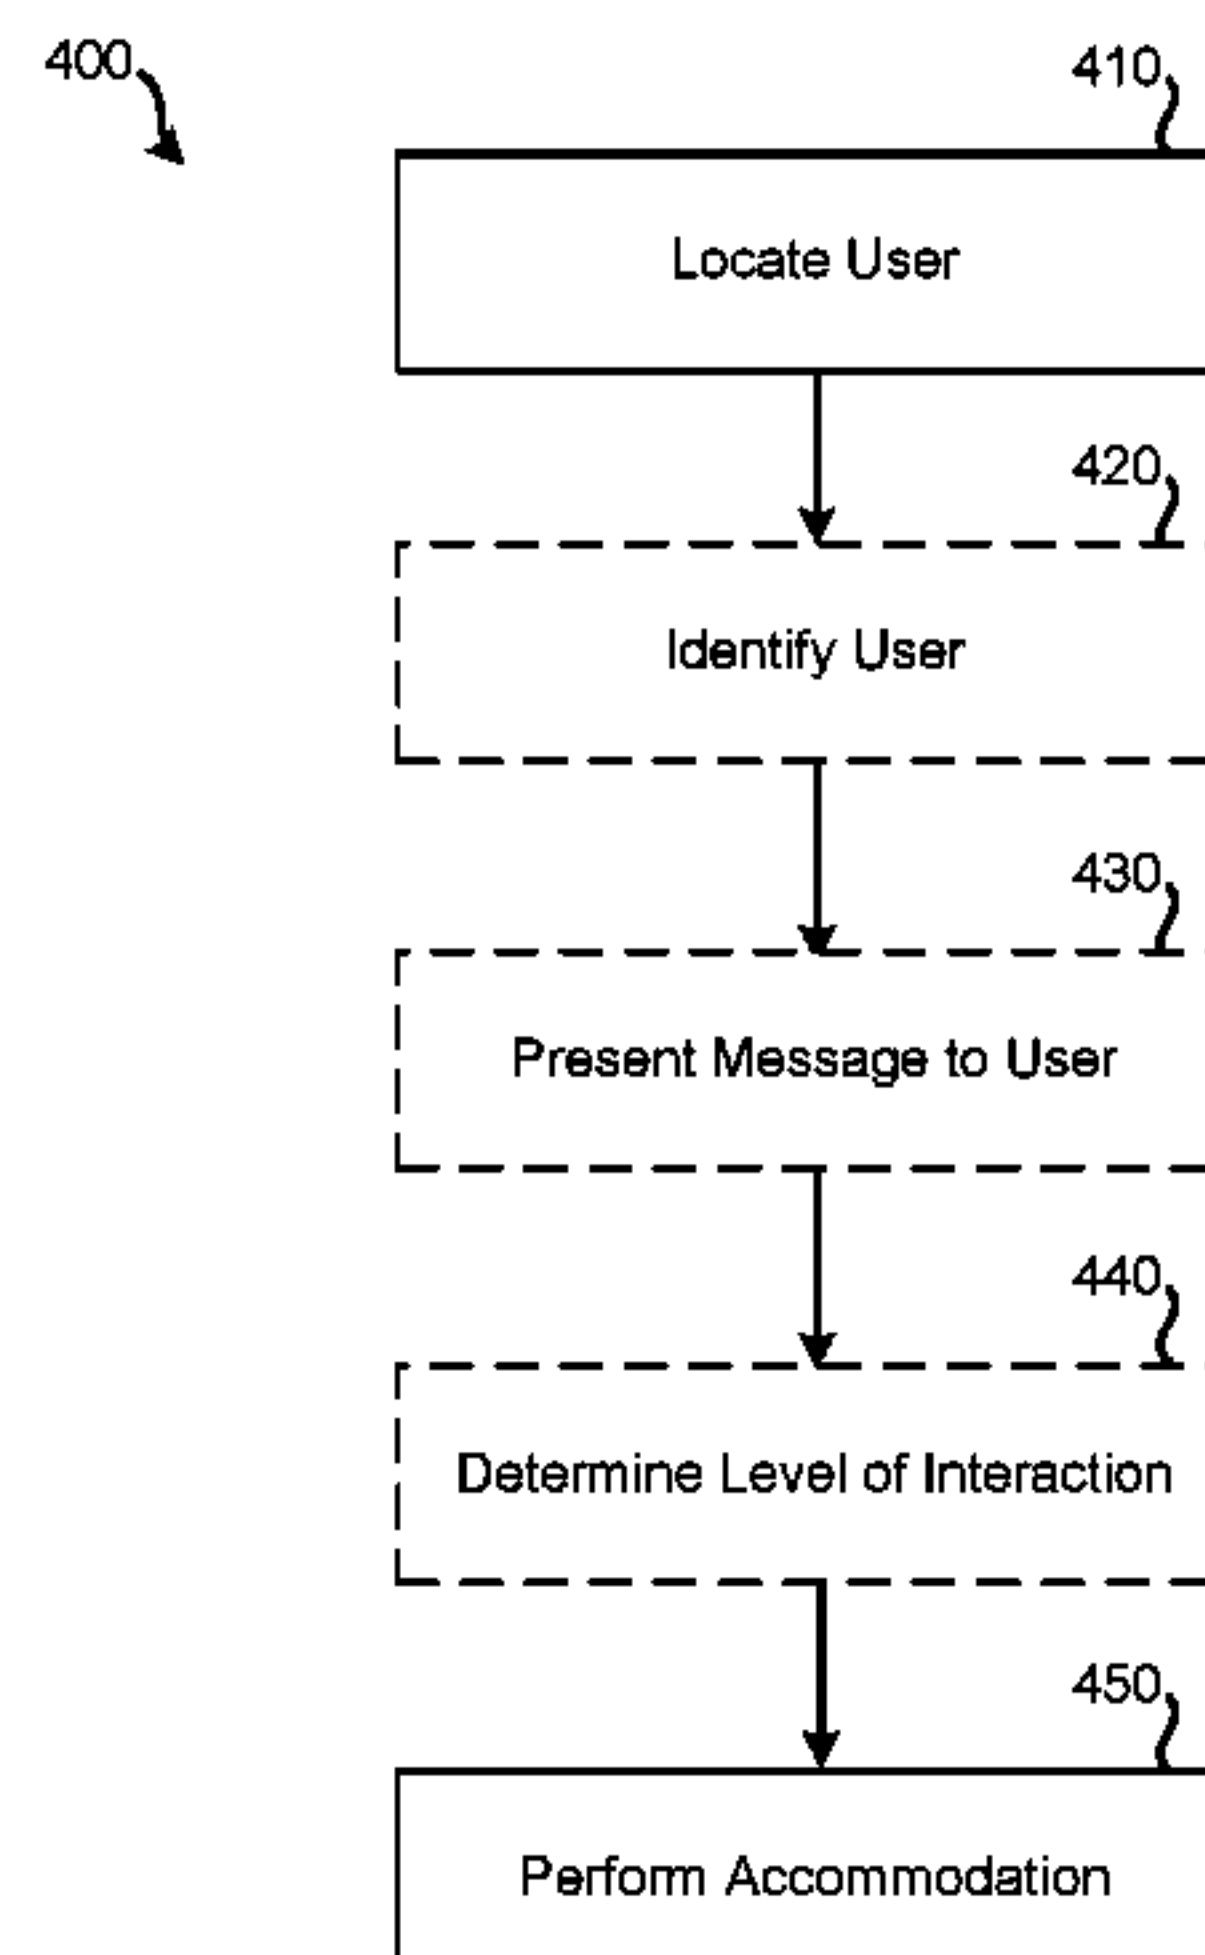 400
410
Locate User
420
Identify User
430
Present Message to User
440
Determine Level of Interaction
450
Perform Accommodation